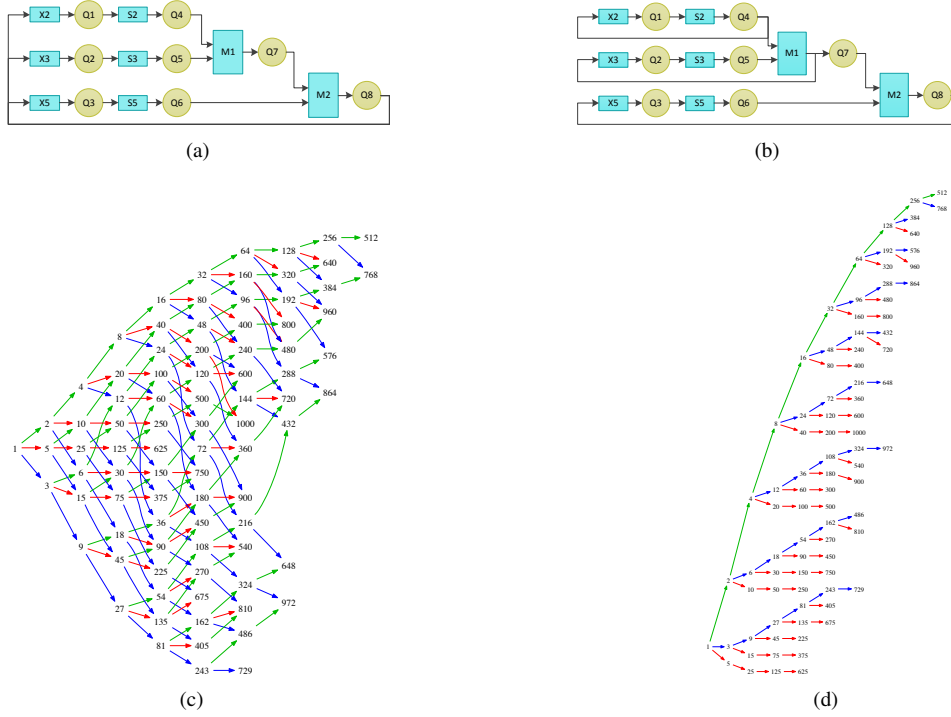 X2 Q1 S2 Q4
M1 Q7
X3 Q2 S3 Q5
M2 Q8
X5 Q3 S5 Q6
(a)
X2 Q1 S2 Q4
M1 Q7
X3 Q2 S3 Q5
M2 Q8
X5 Q3 S5 Q6
(b)
256 512
64 128
640
32 160 320 768
384
16 80 96 192
960
8 40 48 400 800
24 200 240 480
576
4 20 100 120 600 288
864
12 60 500 144 720
2 10 50 250 300 1000 432
1 5 25 125 625 72 360
6 30 150 750
3 15 75 375 180 900
36 450 216
18
9 90 108 540
45
225 270 648
324
54 675 972
27 810
135 162 486
81 405
243 729
(c)
512
256
768
384
128
640
192 576
64
320 960
288 864
96 480
32
160 800
144 432
48 240 720
16
80 400
216 648
72 360
24 120 600
8
40 200 1000
324 972
108 540
36 180 900
12 60 300
4
20 100 500
486
162 810
54 270
18 90 450
6 30 150 750
2
10 50 250
243 729
81 405
27 135 675
9 45 225
1 3
15 75 375
5
25 125 625
(d)